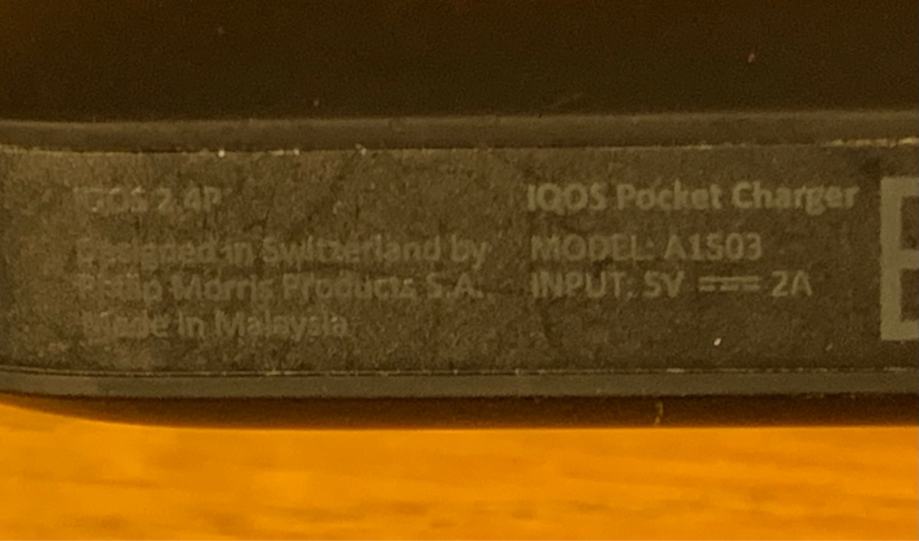 IQOS 2.4P
Designed in Switzerland by
Philip Morris Products S.A.
Made in Malaysia
IQOS Pocket Charger
MODEL: A1503
INPUT: 5V ⎓ 2A